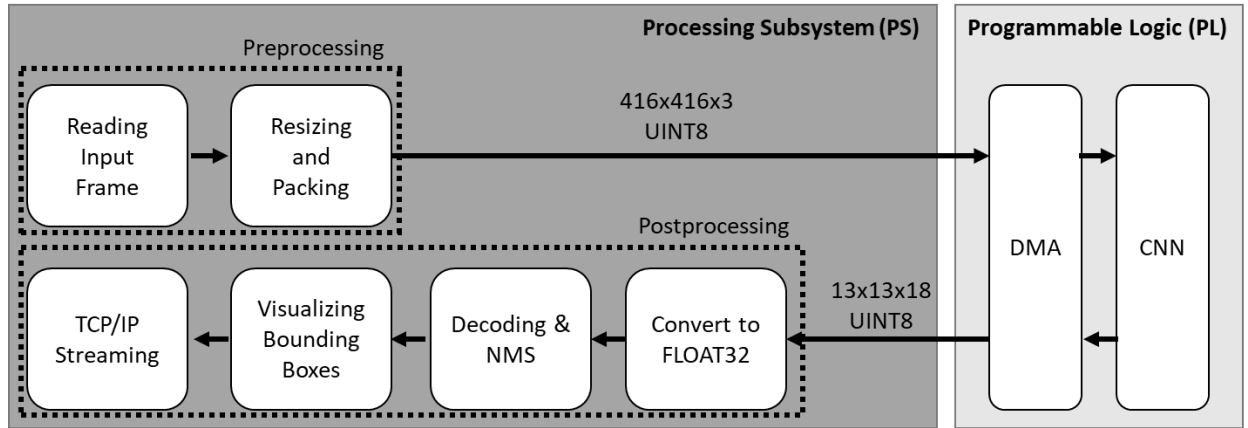 Processing Subsystem (PS)
Programmable Logic (PL)
Preprocessing
Reading
Input
Frame
Resizing
and
Packing
416x416x3
UINT8
DMA
CNN
Postprocessing
TCP/IP
Streaming
Visualizing
Bounding
Boxes
Decoding &
NMS
Convert to
FLOAT32
13x13x18
UINT8